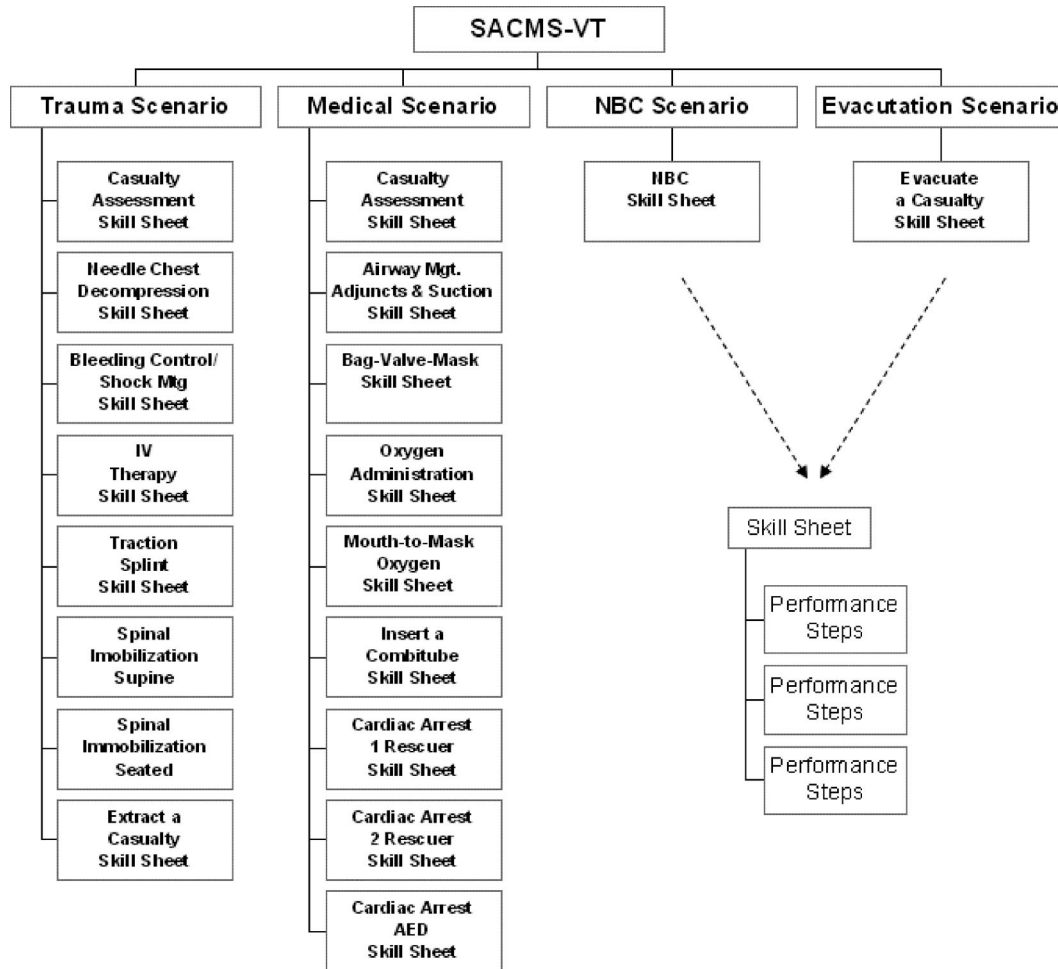 SACMS-VT
Trauma Scenario
Casualty
Assessment
Skill Sheet
Needle Chest
Decompression
Skill Sheet
Bleeding Control/
Shock Mtg
Skill Sheet
IV
Therapy
Skill Sheet
Traction
Splint
Skill Sheet
Spinal
Imobilization
Supine
Spinal
Immobilization
Seated
Extract a
Casualty
Skill Sheet
Medical Scenario
Casualty
Assessment
Skill Sheet
Airway Mgt.
Adjuncts & Suction
Skill Sheet
Bag-Valve-Mask
Skill Sheet
Oxygen
Administration
Skill Sheet
Mouth-to-Mask
Oxygen
Skill Sheet
Insert a
Combitube
Skill Sheet
Cardiac Arrest
1 Rescuer
Skill Sheet
Cardiac Arrest
2 Rescuer
Skill Sheet
Cardiac Arrest
AED
Skill Sheet
NBC Scenario
NBC
Skill Sheet
Evacutation Scenario
Evacuate
a Casualty
Skill Sheet
Skill Sheet
Performance
Steps
Performance
Steps
Performance
Steps